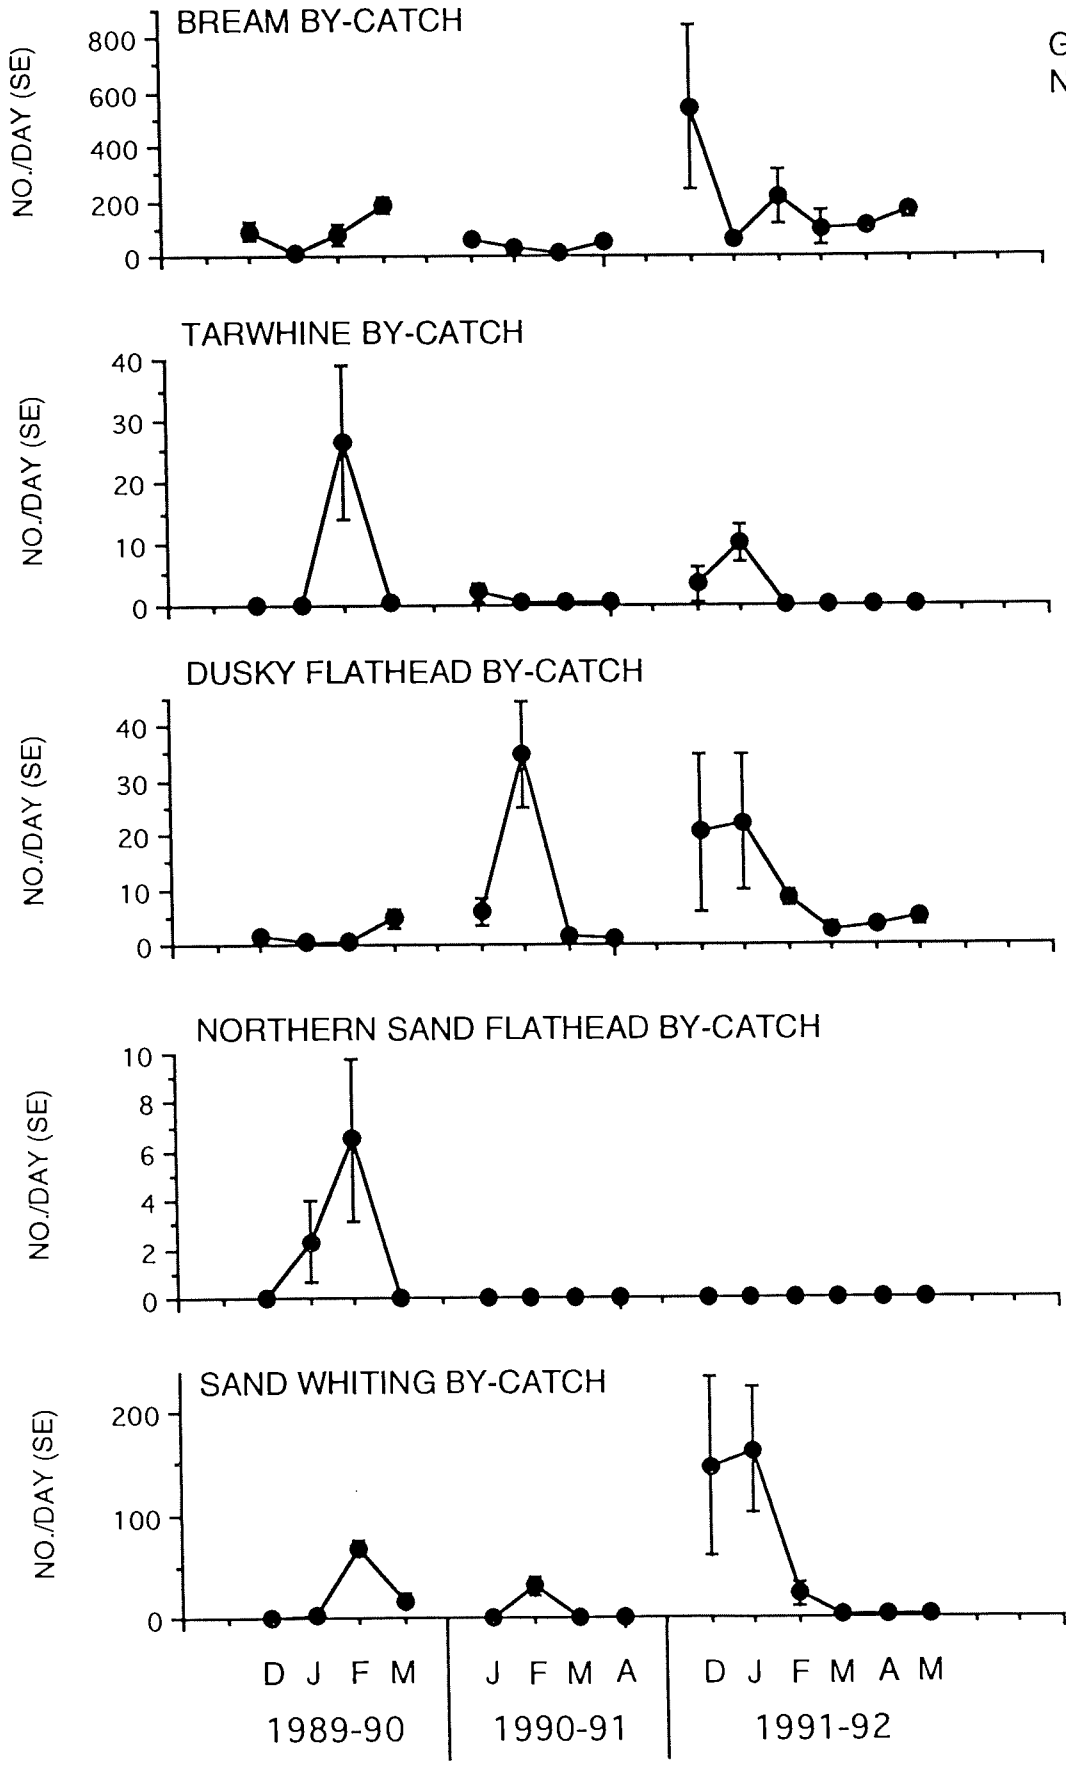 BREAM BY-CATCH
G
N
NO./DAY (SE)
800
600
400
200
0
TARWHINE BY-CATCH
NO./DAY (SE)
40
30
20
10
0
DUSKY FLATHEAD BY-CATCH
NO./DAY (SE)
40
30
20
10
0
NORTHERN SAND FLATHEAD BY-CATCH
NO./DAY (SE)
10
8
6
4
2
0
SAND WHITING BY-CATCH
NO./DAY (SE)
200
100
0
D J F M J F M A D J F M A M
1989-90 1990-91 1991-92